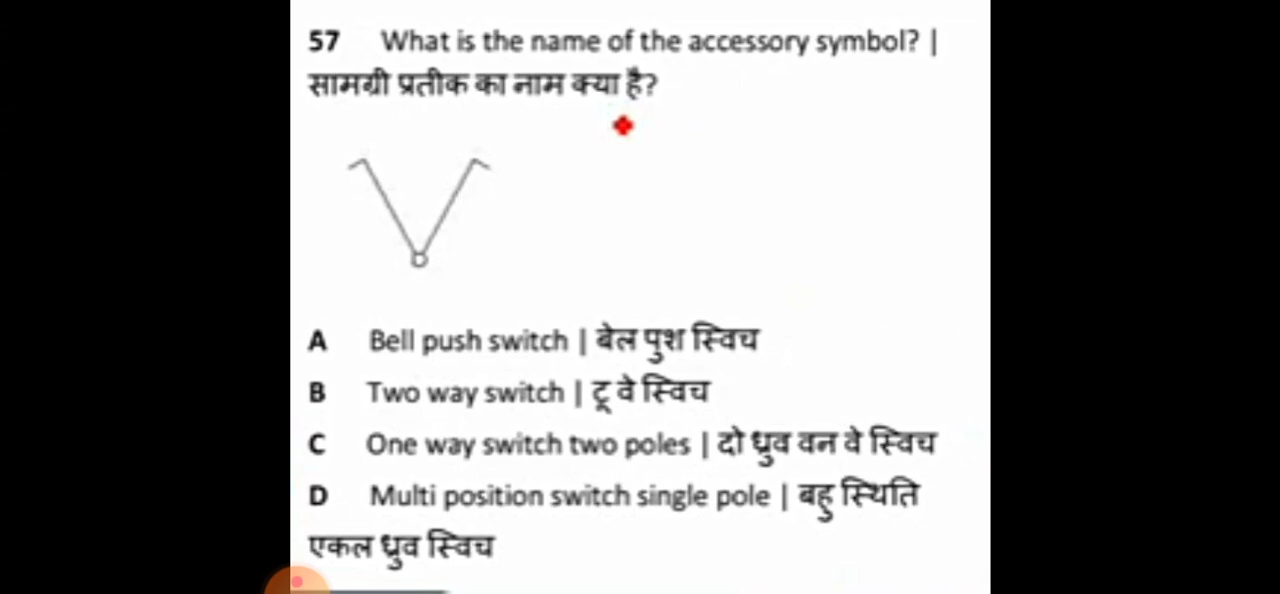 57 What is the name of the accessory symbol? |
सामग्री प्रतीक का नाम क्या है?
A Bell push switch | बेल पुश स्विच
B Two way switch | टू वे स्विच
C One way switch two poles | दो ध्रुव वन वे स्विच
D Multi position switch single pole | बहु स्थिति
एकल ध्रुव स्विच